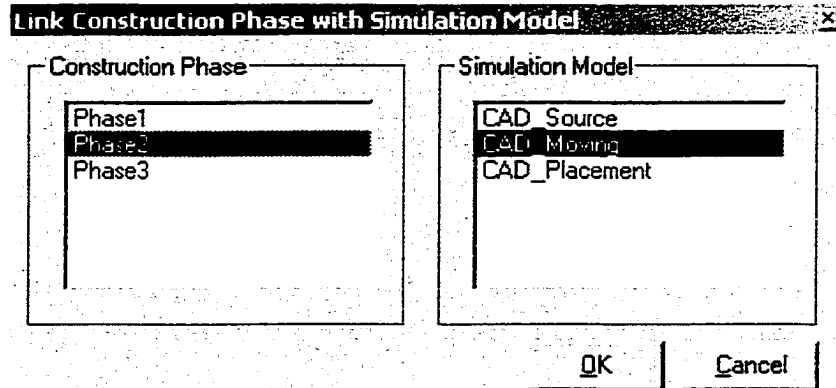 Link Construction Phase with Simulation Model
Construction Phase
Phase1
Phase2
Phase3
Simulation Model
CAD_Source
CAD_Moving
CAD_Placement
OK
Cancel